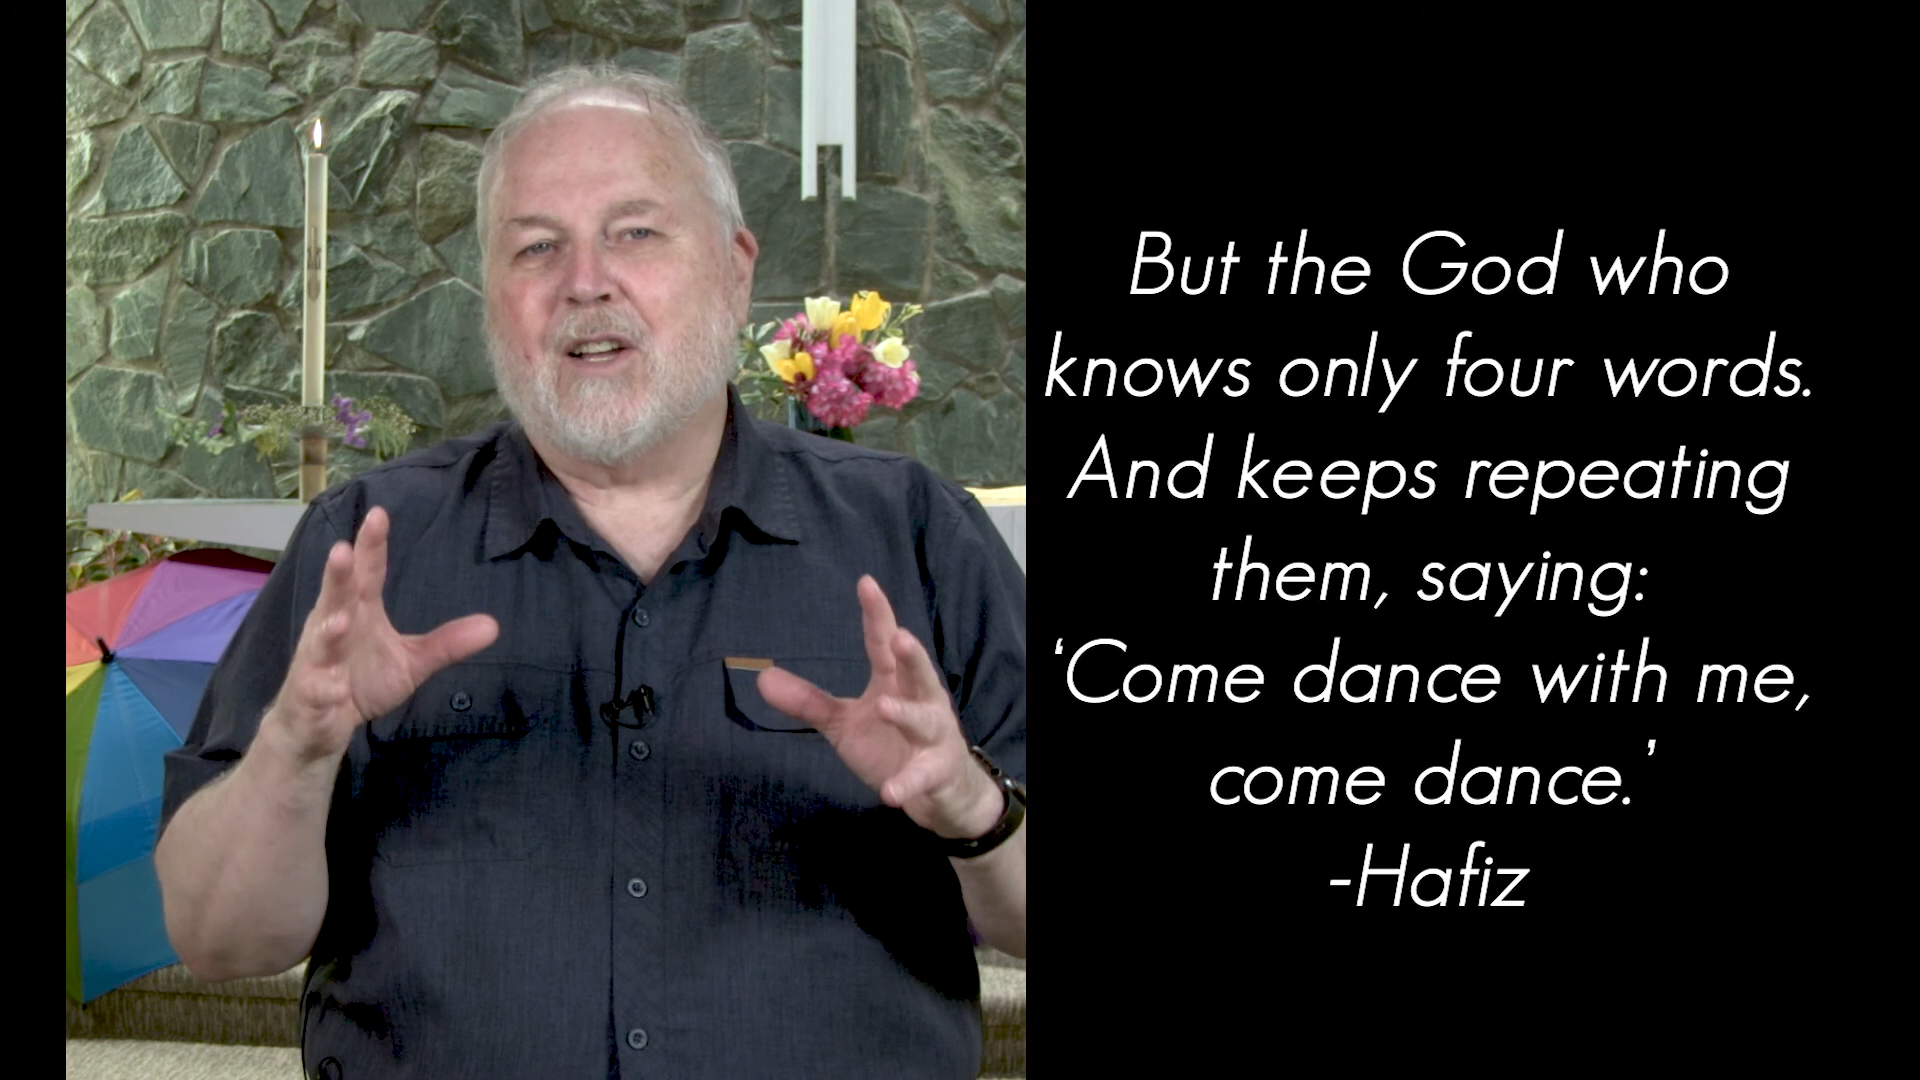 But the God who
knows only four words.
And keeps repeating
them, saying:
‘Come dance with me,
come dance.’
-Hafiz